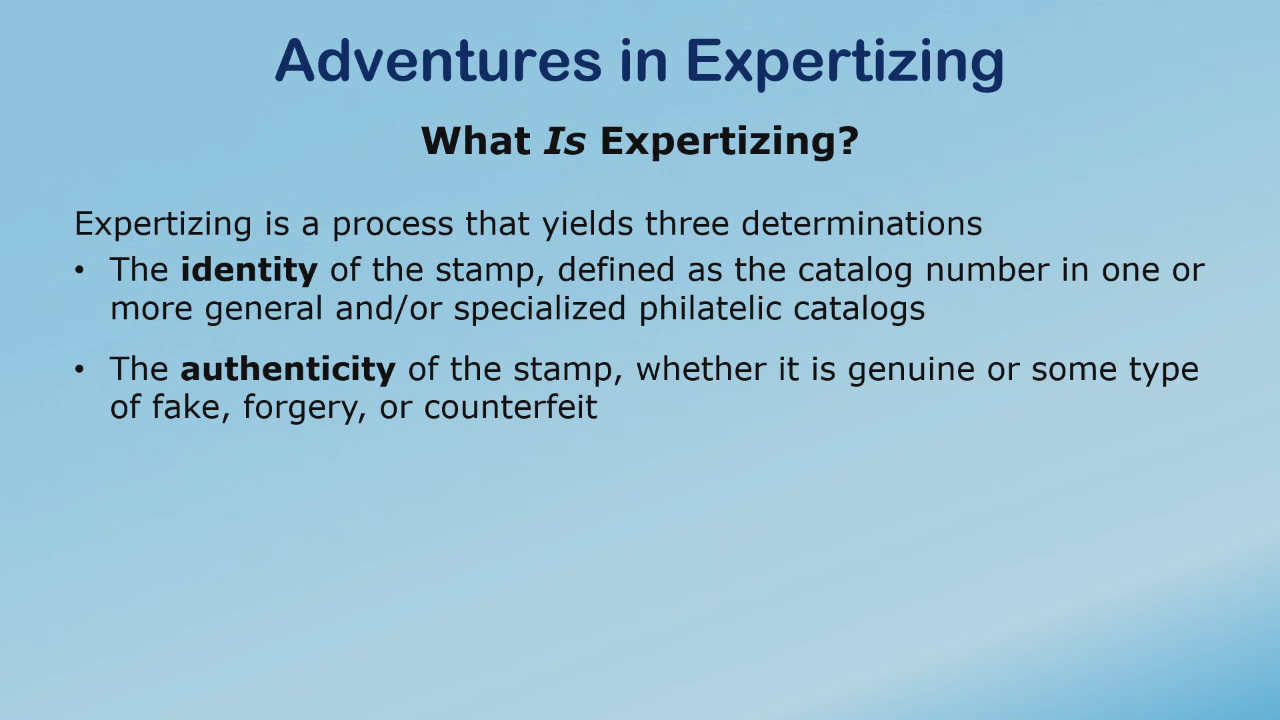 Adventures in Expertizing
What Is Expertizing?
Expertizing is a process that yields three determinations
• The identity of the stamp, defined as the catalog number in one or
more general and/or specialized philatelic catalogs
• The authenticity of the stamp, whether it is genuine or some type
of fake, forgery, or counterfeit